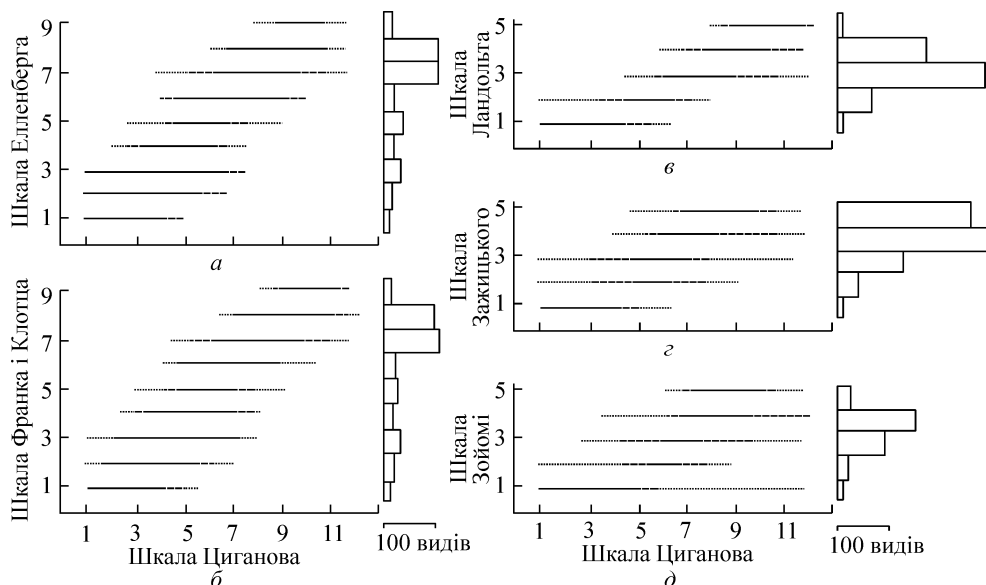 Шкала Елленберга
9
7
5
3
1
а
Шкала Франка і Клотца
9
7
5
3
1
1 3 5 7 9 11
Шкала Циганова
б
100 видів
Шкала
Ландольта
5
3
1
в
Шкала
Зажицького
5
3
1
г
Шкала
Зойомі
5
3
1
1 3 5 7 9 11
Шкала Циганова
д
100 видів